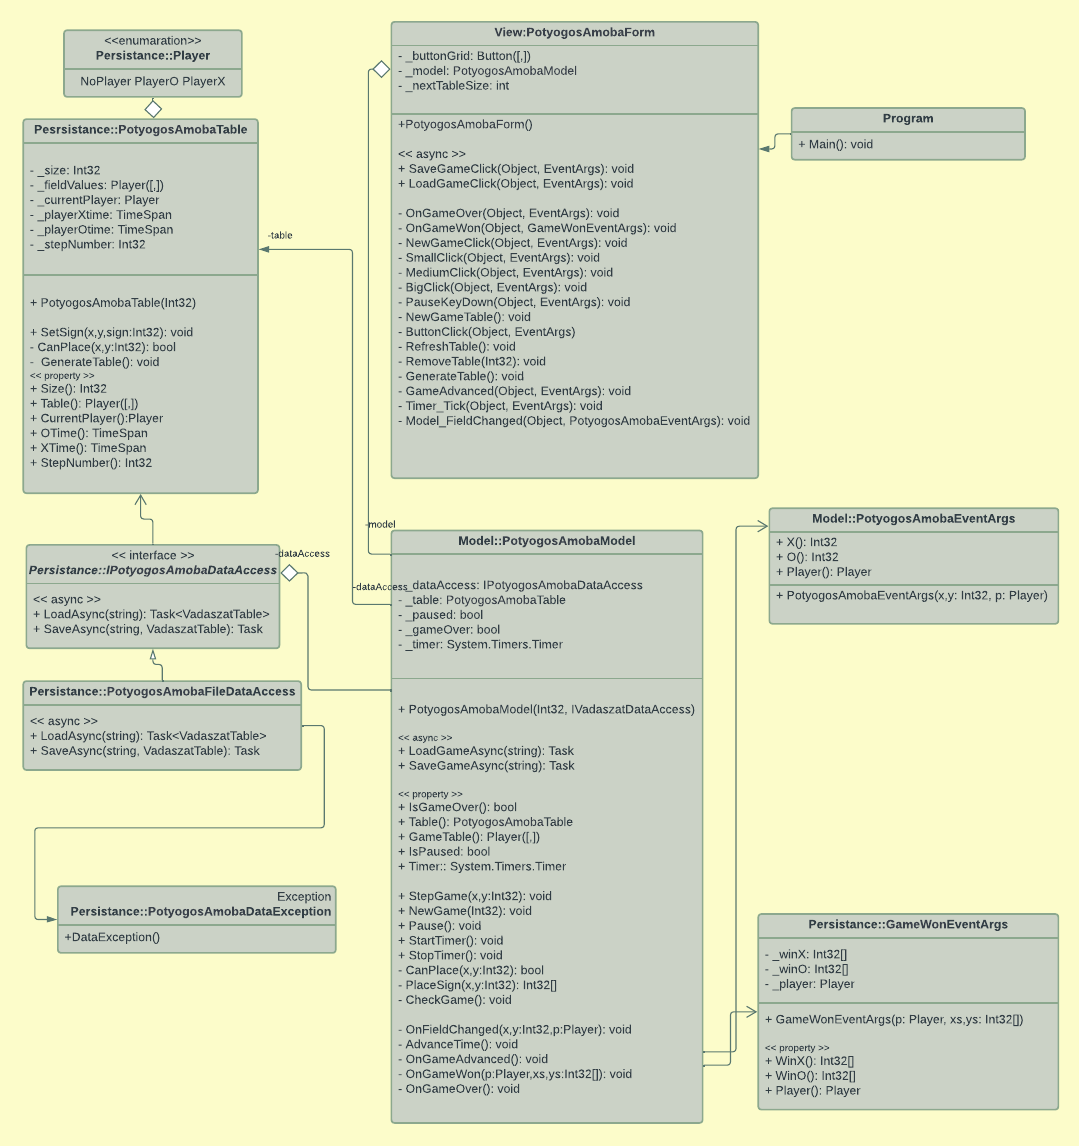 <<enumaration>>
Persistance::Player
NoPlayer PlayerO PlayerX
Pesrsistance::PotyogosAmobaTable
- _size: Int32
- _fieldValues: Player([,])
- _currentPlayer: Player
- _playerXtime: TimeSpan
- _playerOtime: TimeSpan
- _stepNumber: Int32
+ PotyogosAmobaTable(Int32)
+ SetSign(x,y,sign:Int32): void
- CanPlace(x,y:Int32): bool
-  GenerateTable(): void
<< property >>
+ Size(): Int32
+ Table(): Player([,])
+ CurrentPlayer():Player
+ OTime(): TimeSpan
+ XTime(): TimeSpan
+ StepNumber(): Int32
-table
<< interface >>
Persistance::IPotyogosAmobaDataAccess
<< async >>
+ LoadAsync(string): Task<VadaszatTable>
+ SaveAsync(string, VadaszatTable): Task
-dataAccess
Persistance::PotyogosAmobaFileDataAccess
<< async >>
+ LoadAsync(string): Task<VadaszatTable>
+ SaveAsync(string, VadaszatTable): Task
Exception
Persistance::PotyogosAmobaDataException
+DataException()
View:PotyogosAmobaForm
- _buttonGrid: Button([,])
- _model: PotyogosAmobaModel
- _nextTableSize: int
+PotyogosAmobaForm()
<< async >>
+ SaveGameClick(Object, EventArgs): void
+ LoadGameClick(Object, EventArgs): void
- OnGameOver(Object, EventArgs): void
- OnGameWon(Object, GameWonEventArgs): void
- NewGameClick(Object, EventArgs): void
- SmallClick(Object, EventArgs): void
- MediumClick(Object, EventArgs): void
- BigClick(Object, EventArgs): void
- PauseKeyDown(Object, EventArgs): void
- NewGameTable(): void
- ButtonClick(Object, EventArgs)
- RefreshTable(): void
- RemoveTable(Int32): void
- GenerateTable(): void
- GameAdvanced(Object, EventArgs): void
- Timer_Tick(Object, EventArgs): void
- Model_FieldChanged(Object, PotyogosAmobaEventArgs): void
Program
+ Main(): void
-model
Model::PotyogosAmobaModel
-dataAccess
_dataAccess: IPotyogosAmobaDataAccess
- _table: PotyogosAmobaTable
- _paused: bool
- _gameOver: bool
- _timer: System.Timers.Timer
+ PotyogosAmobaModel(Int32, IVadaszatDataAccess)
<< async >>
+ LoadGameAsync(string): Task
+ SaveGameAsync(string): Task
<< property >>
+ IsGameOver(): bool
+ Table(): PotyogosAmobaTable
+ GameTable(): Player([,])
+ IsPaused: bool
+ Timer:: System.Timers.Timer
+ StepGame(x,y:Int32): void
+ NewGame(Int32): void
+ Pause(): void
+ StartTimer(): void
+ StopTimer(): void
- CanPlace(x,y:Int32): bool
- PlaceSign(x,y:Int32): Int32[]
- CheckGame(): void
- OnFieldChanged(x,y:Int32,p:Player): void
- AdvanceTime(): void
- OnGameAdvanced(): void
- OnGameWon(p:Player,xs,ys:Int32[]): void
- OnGameOver(): void
Model::PotyogosAmobaEventArgs
+ X(): Int32
+ O(): Int32
+ Player(): Player
+ PotyogosAmobaEventArgs(x,y: Int32, p: Player)
Persistance::GameWonEventArgs
- _winX: Int32[]
- _winO: Int32[]
- _player: Player
+ GameWonEventArgs(p: Player, xs,ys: Int32[])
<< property >>
+ WinX(): Int32[]
+ WinO(): Int32[]
+ Player(): Player